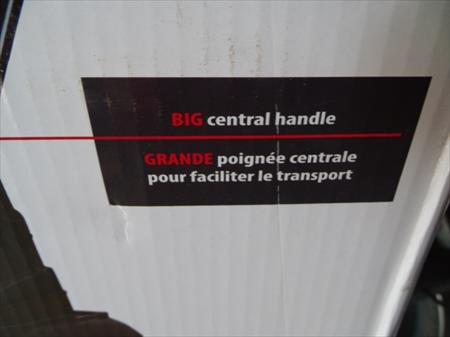 BIG central handle
GRANDE poignée centrale
pour faciliter le transport